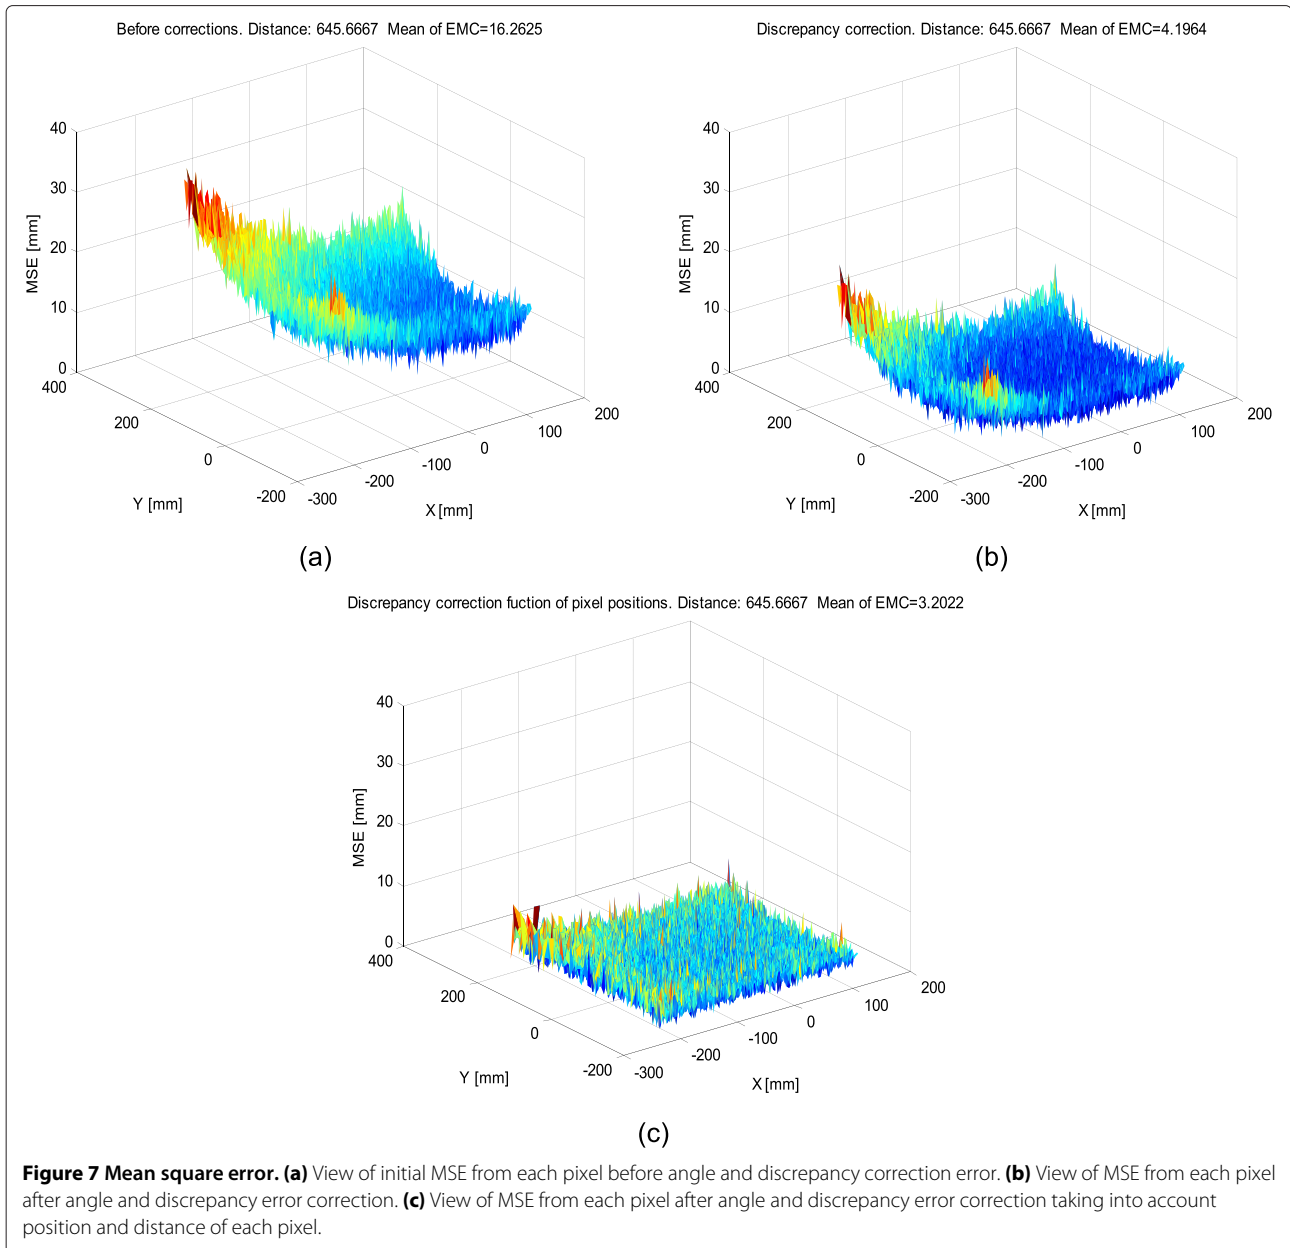 Before corrections. Distance: 645.6667 Mean of EMC=16.2625
40
30
20
10
0
MSE [mm]
400
200
0
-200
Y [mm]
-300
-200
-100
0
100
200
X [mm]
(a)
Discrepancy correction. Distance: 645.6667 Mean of EMC=4.1964
40
30
20
10
0
MSE [mm]
400
200
0
-200
Y [mm]
-300
-200
-100
0
100
200
X [mm]
(b)
Discrepancy correction fuction of pixel positions. Distance: 645.6667 Mean of EMC=3.2022
40
30
20
10
0
MSE [mm]
400
200
0
-200
Y [mm]
-300
-200
-100
0
100
200
X [mm]
(c)
Figure 7 Mean square error. (a) View of initial MSE from each pixel before angle and discrepancy correction error. (b) View of MSE from each pixel
after angle and discrepancy error correction. (c) View of MSE from each pixel after angle and discrepancy error correction taking into account
position and distance of each pixel.